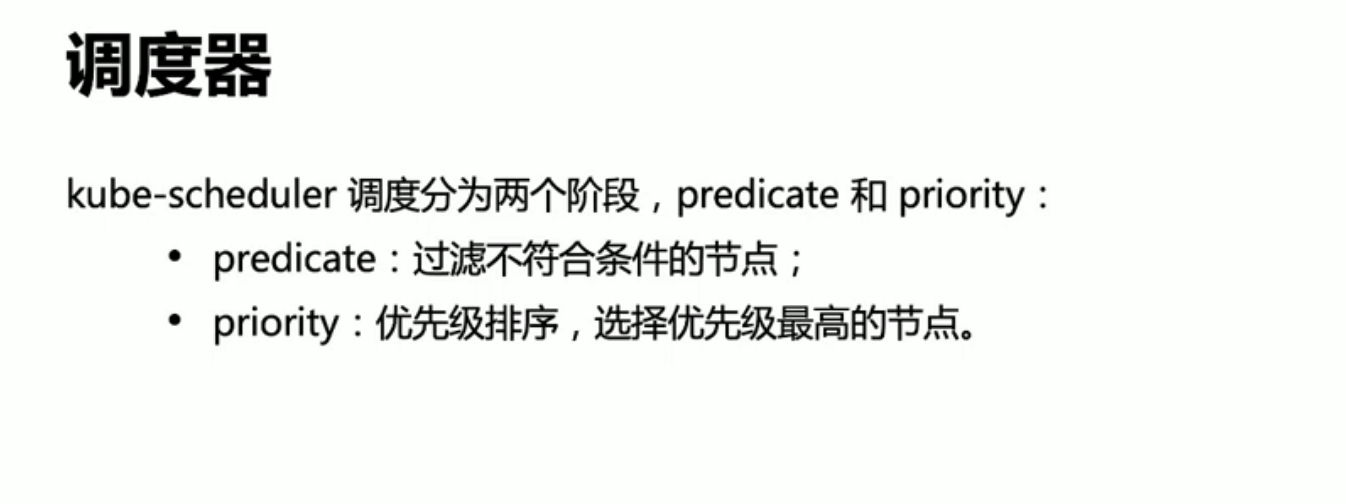 调度器
kube-scheduler 调度分为两个阶段，predicate 和 priority：
• predicate：过滤不符合条件的节点；
• priority：优先级排序，选择优先级最高的节点。